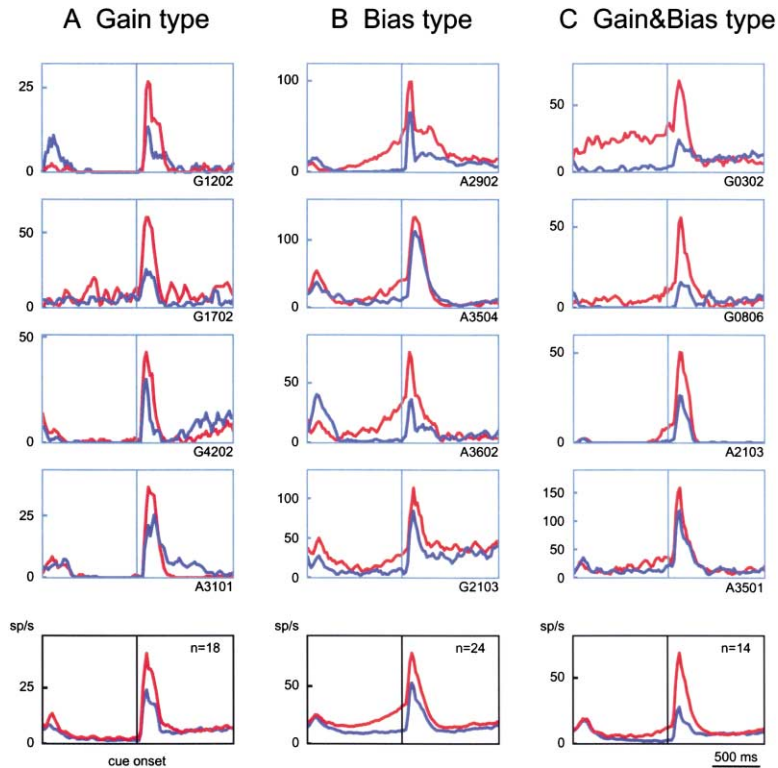 A Gain type
B Bias type
C Gain&Bias type
25
0
G1202
100
50
0
A2902
50
0
G0302
50
0
G1702
100
0
A3504
50
0
G0806
50
0
G4202
50
0
A3602
50
0
A2103
25
0
A3101
100
50
0
G2103
150
100
50
0
A3501
sp/s
n=18
25
0
cue onset
sp/s
n=24
50
0
sp/s
n=14
50
0
500 ms